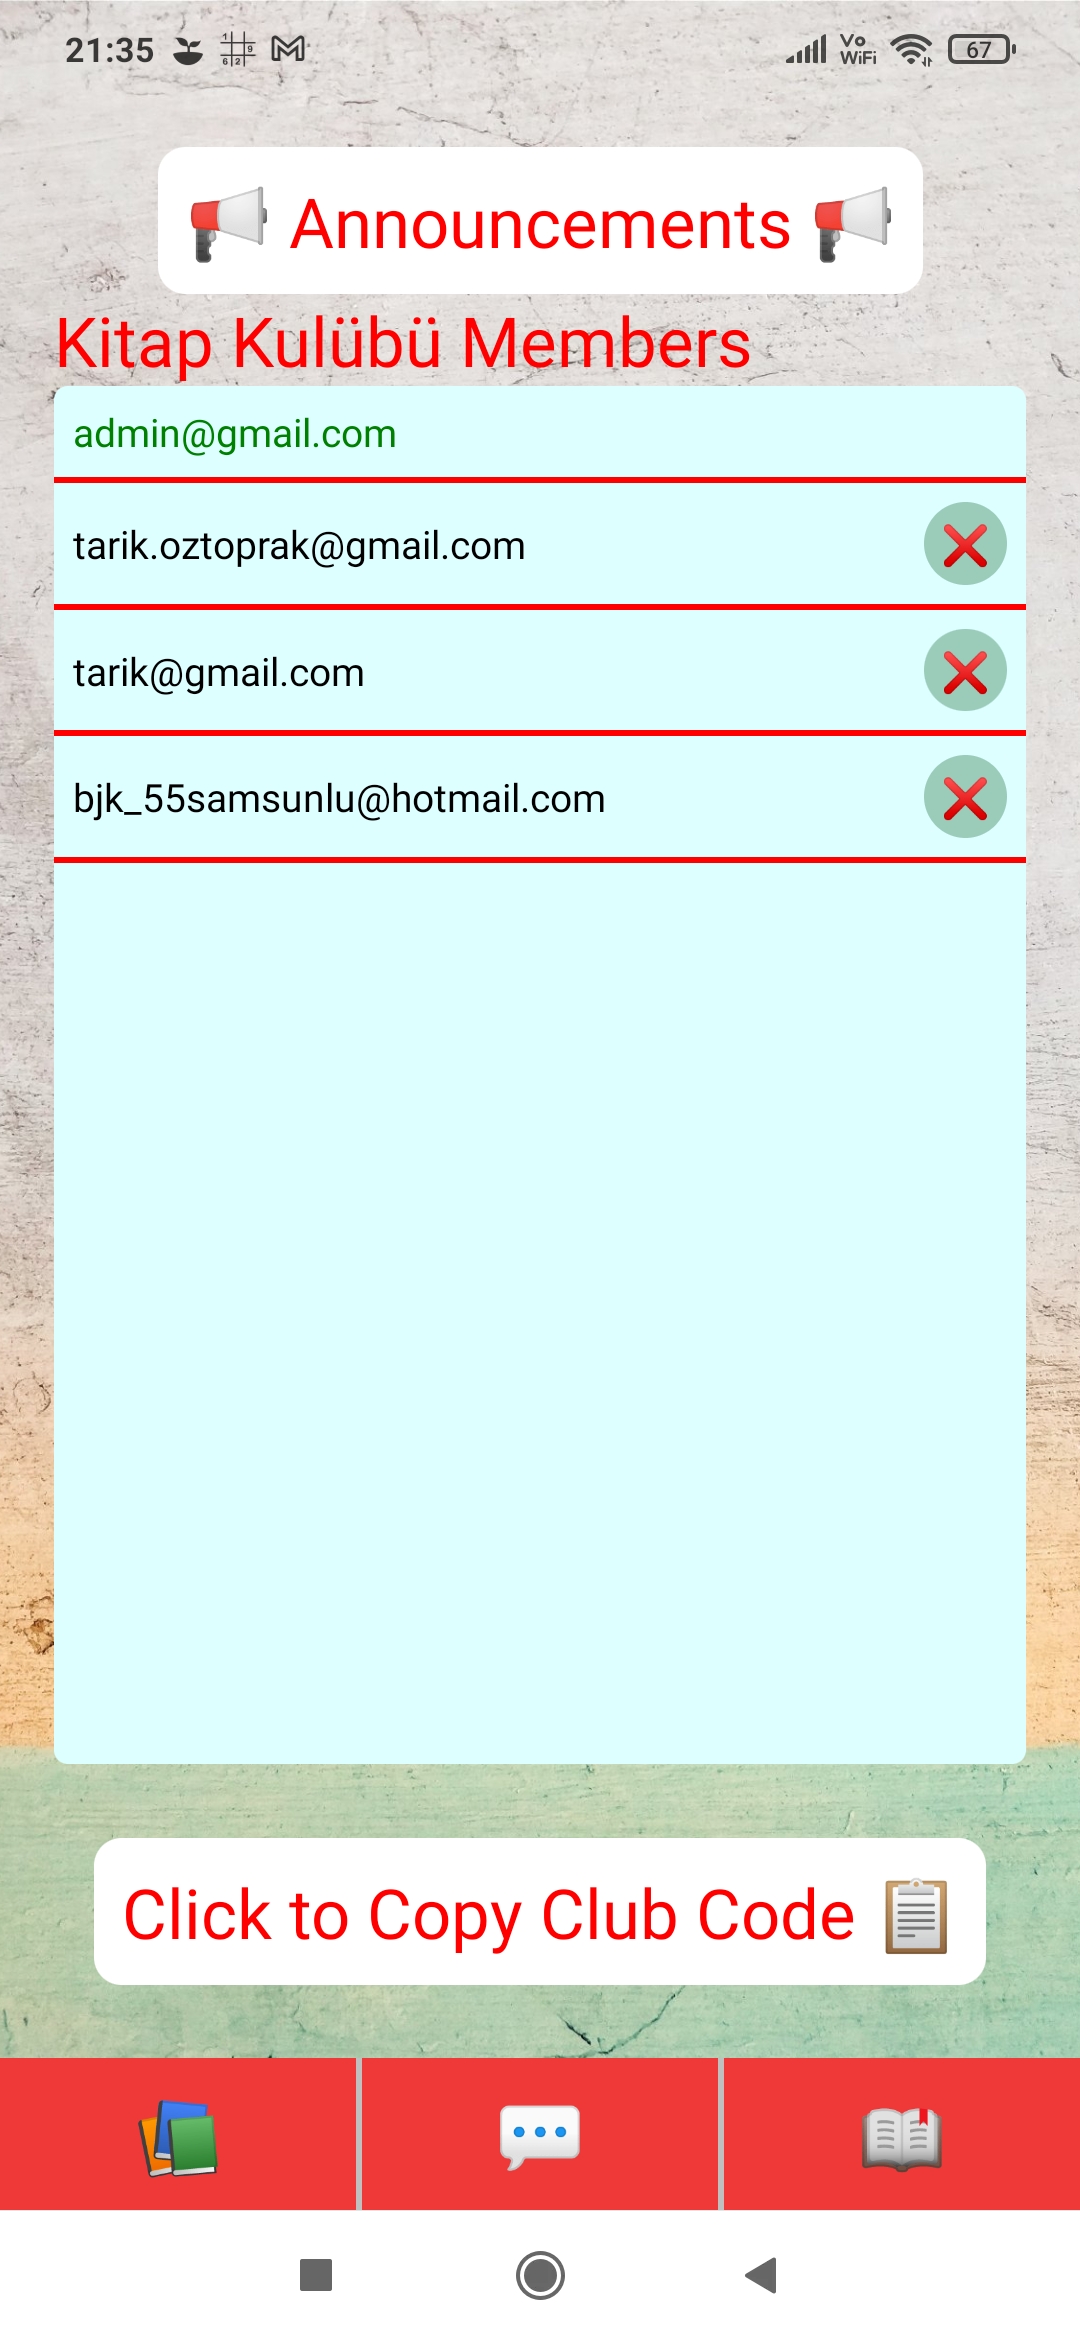 21:35
Vo
WiFi
67
Announcements
Kitap Kulübü Members
admin@gmail.com
tarik.oztoprak@gmail.com
tarik@gmail.com
bjk_55samsunlu@hotmail.com
Click to Copy Club Code